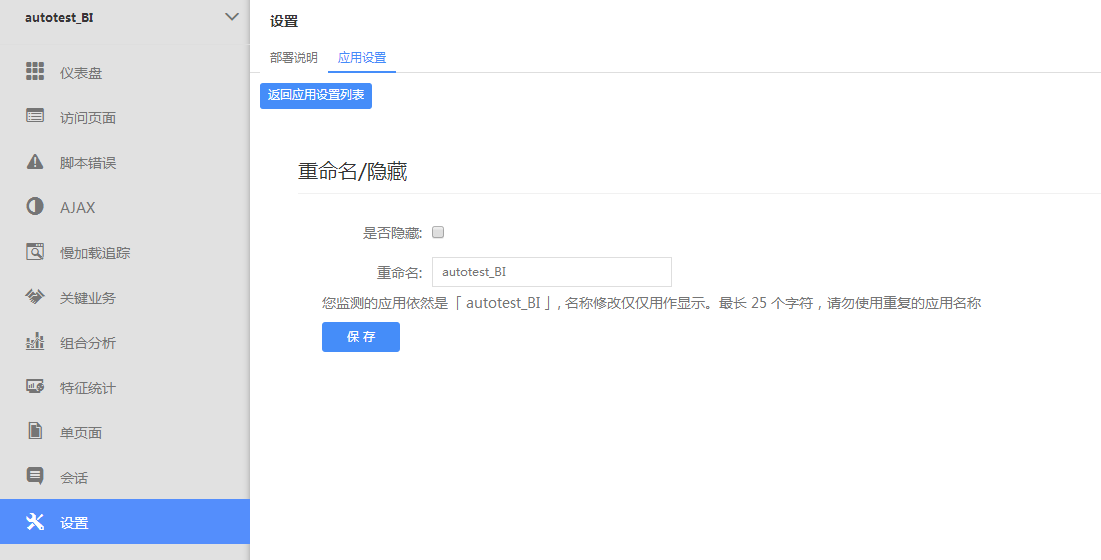 autotest_BI
仪表盘
访问页面
脚本错误
AJAX
慢加载追踪
关键业务
组合分析
特征统计
单页面
会话
设置
设置
部署说明 应用设置
返回应用设置列表
重命名/隐藏
是否隐藏:
重命名: autotest_BI
您监测的应用依然是「 autotest_BI 」, 名称修改仅仅用作显示。最长 25 个字符，请勿使用重复的应用名称
保 存